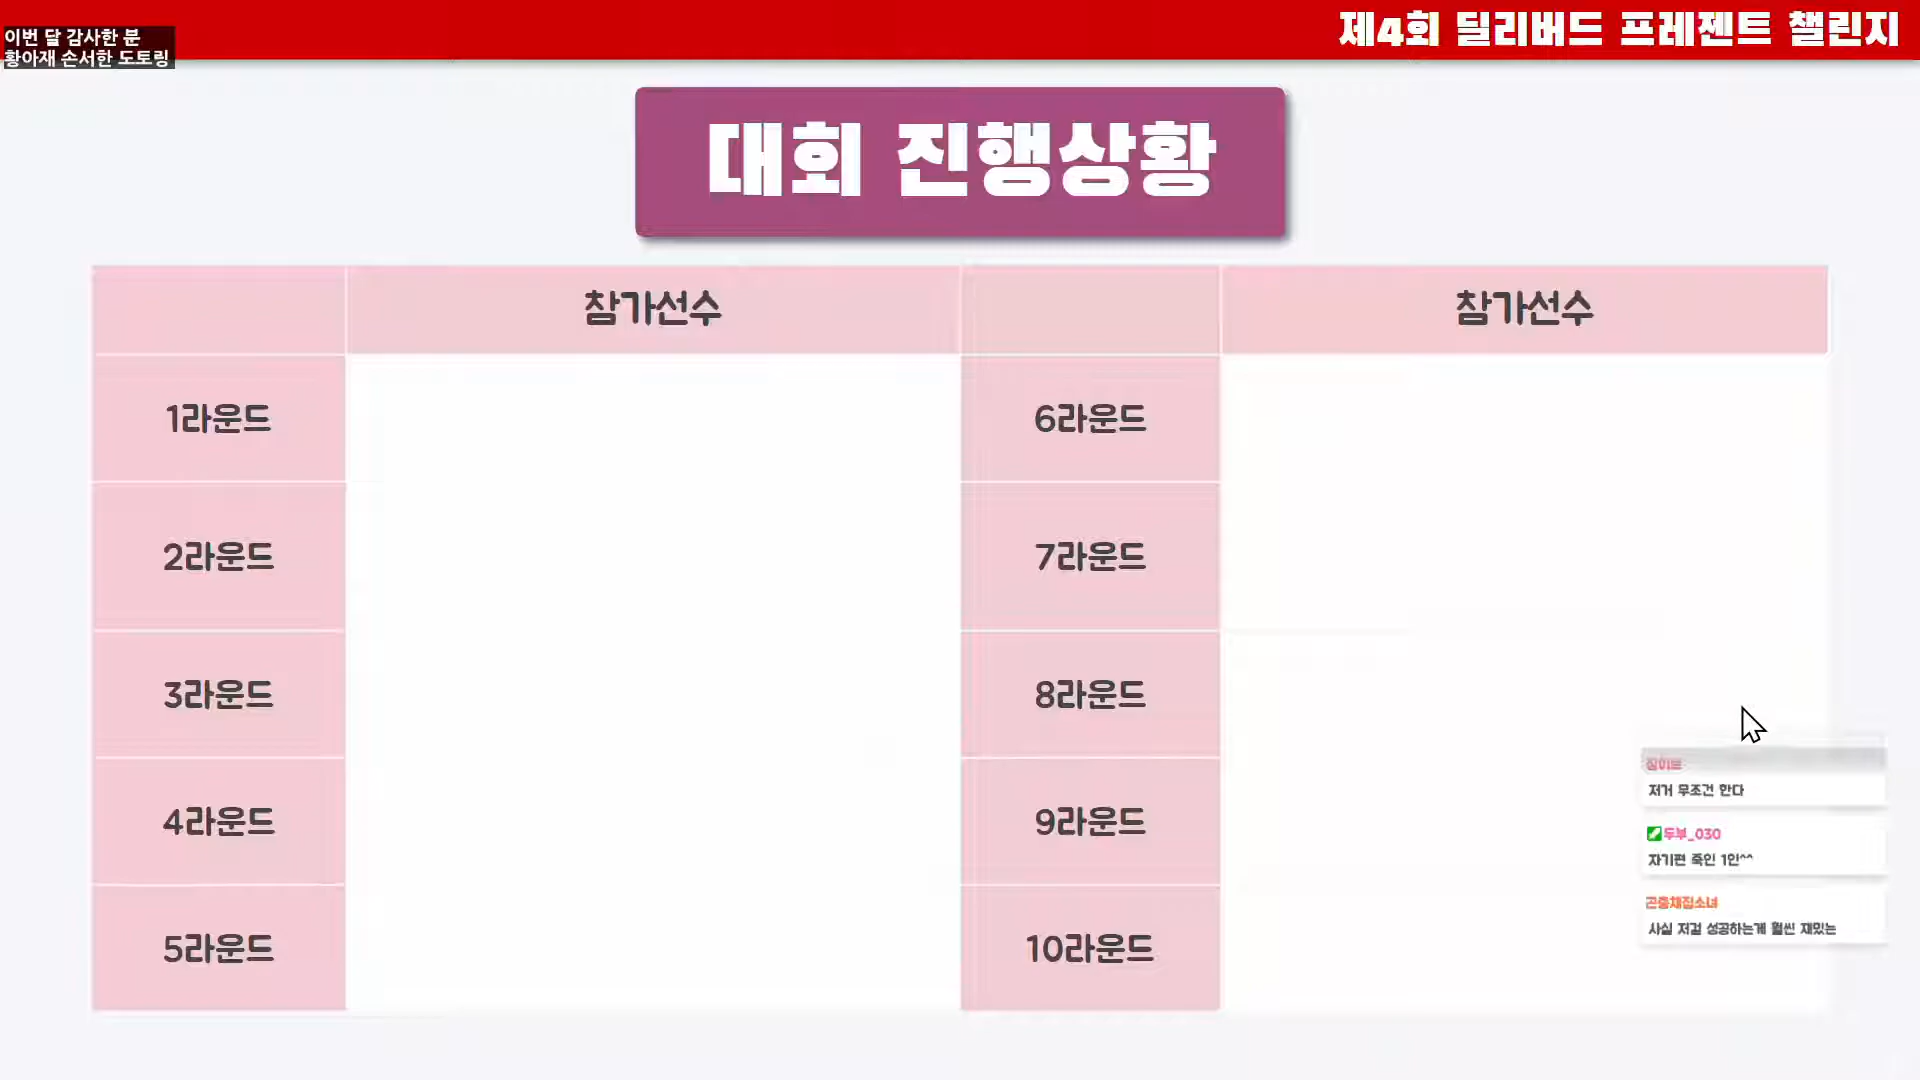 이번 달 감사한 분
황아재 손서한 도토링
제4회 딜리버드 프레젠트 챌린지
대회 진행상황
참가선수
참가선수
1라운드
6라운드
2라운드
7라운드
3라운드
8라운드
4라운드
9라운드
5라운드
10라운드
저거 무조건 한다
두부_030
자기편 죽인 1인^^
곤충채집소녀
사실 저걸 성공하는게 훨씬 재밌는